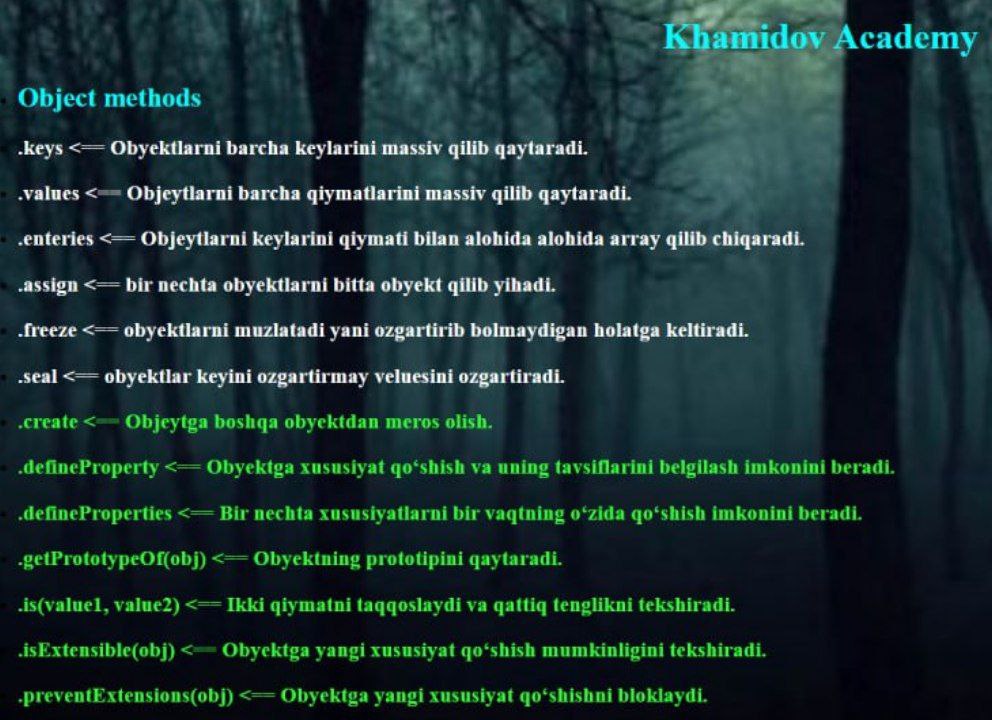 Khamidov Academy
Object methods
.keys <== Obyektlarni barcha keylarini massiv qilib qaytaradi.
.values <== Objeytlarni barcha qiymatlarini massiv qilib qaytaradi.
.enteries <== Objeytlarni keylarini qiymati bilan alohida alohida array qilib chiqaradi.
.assign <== bir nechta obyektlarni bitta obyekt qilib yihadi.
.freeze <== obyektlarni muzlatadi yani ozgartirib bolmaydigan holatga keltiradi.
.seal <== obyektlar keyini ozgartirmay veluesini ozgartiradi.
.create <== Objeytga boshqa obyektdan meros olish.
.defineProperty <== Obyektga xususiyat qo‘shish va uning tavsiflarini belgilash imkonini beradi.
.defineProperties <== Bir nechta xususiyatlarni bir vaqtning o‘zida qo‘shish imkonini beradi.
.getPrototypeOf(obj) <== Obyektning prototipini qaytaradi.
.is(value1, value2) <== Ikki qiymatni taqqoslaydi va qattiq tenglikni tekshiradi.
.isExtensible(obj) <== Obyektga yangi xususiyat qo‘shish mumkinligini tekshiradi.
.preventExtensions(obj) <== Obyektga yangi xususiyat qo‘shishni bloklaydi.